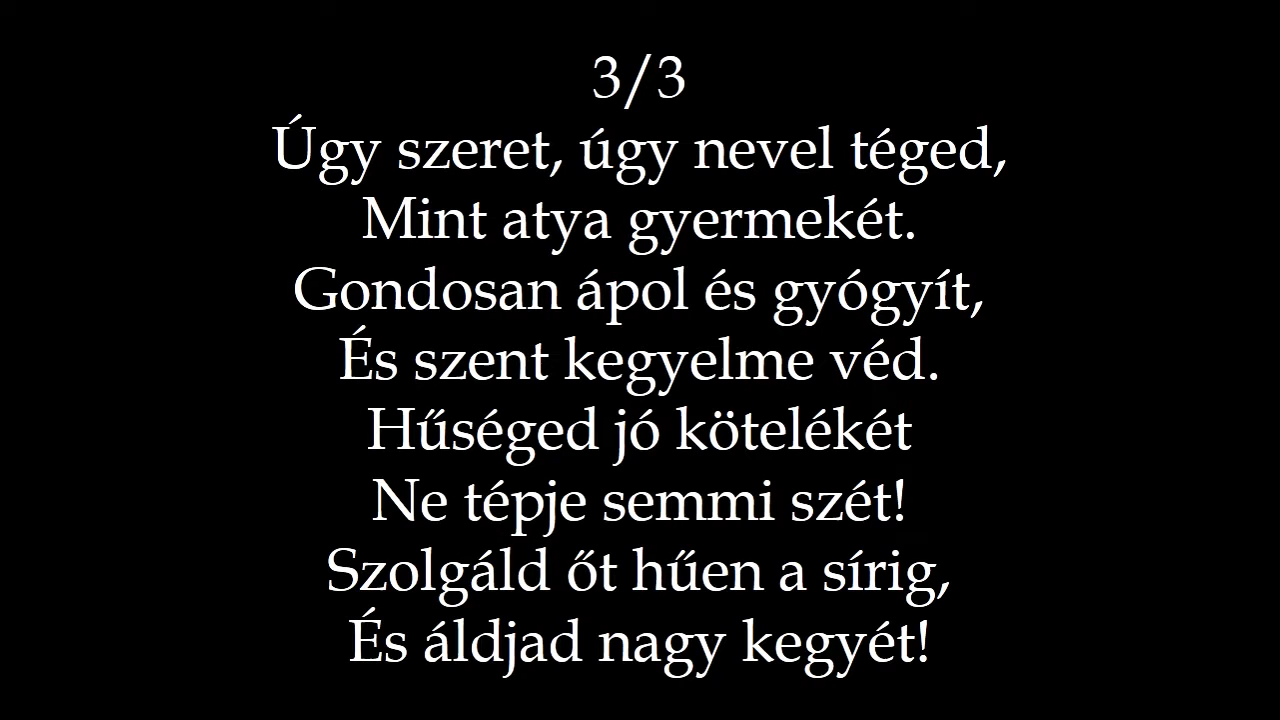 3/3
Úgy szeret, úgy nevel téged,
Mint atya gyermekét.
Gondosan ápol és gyógyít,
És szent kegyelme véd.
Hűséged jó kötelékét
Ne tépje semmi szét!
Szolgáld őt hűen a sírig,
És áldjad nagy kegyét!